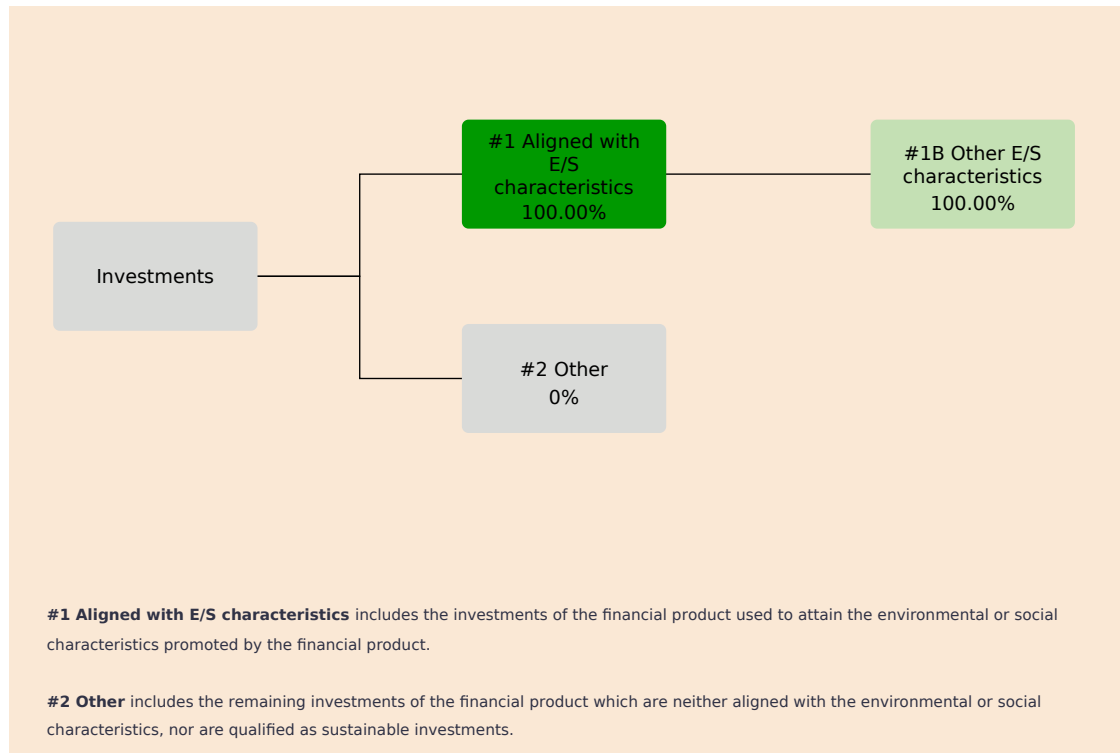 #1 Aligned with
E/S
characteristics
100.00%
#1B Other E/S
characteristics
100.00%
Investments
#2 Other
0%
#1 Aligned with E/S characteristics includes the investments of the financial product used to attain the environmental or social
characteristics promoted by the financial product.
#2 Other includes the remaining investments of the financial product which are neither aligned with the environmental or social
characteristics, nor are qualified as sustainable investments.